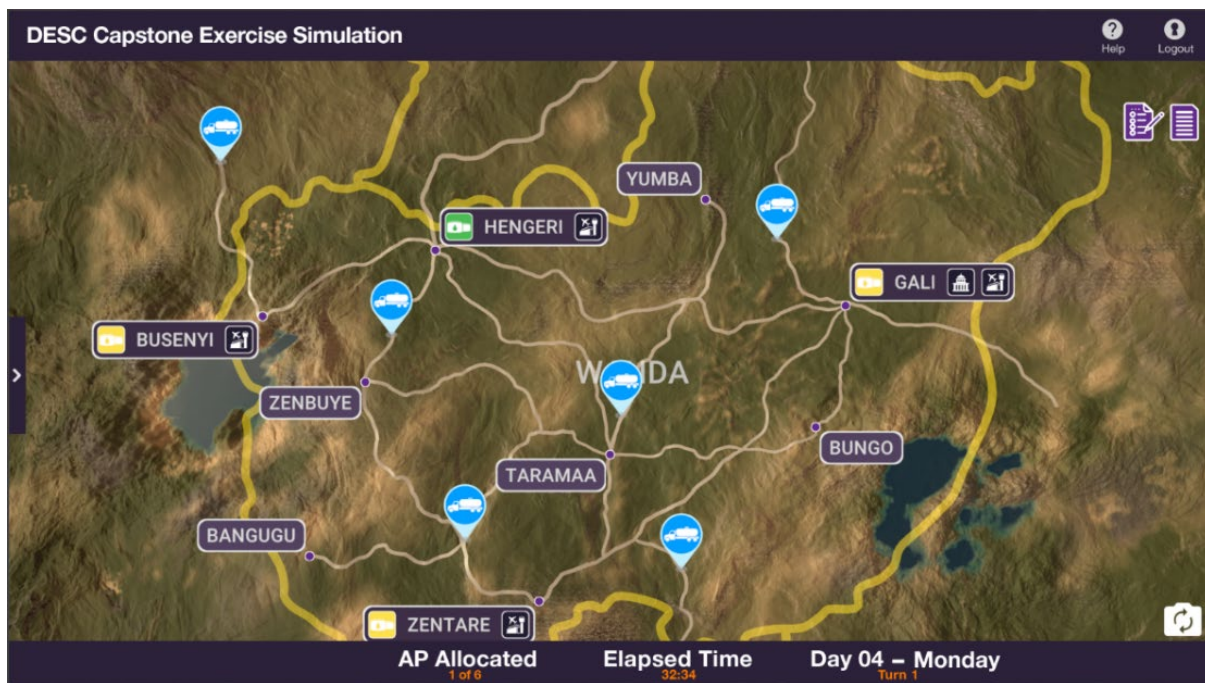 DESC Capstone Exercise Simulation
Help
Logout
YUMBA
HENGERI
GALI
BUSENYI
ZENBUYE
BUNGO
TARAMAA
BANGUGU
ZENTARE
AP Allocated
1 of 6
Elapsed Time
32:34
Day 04 – Monday
Turn 1